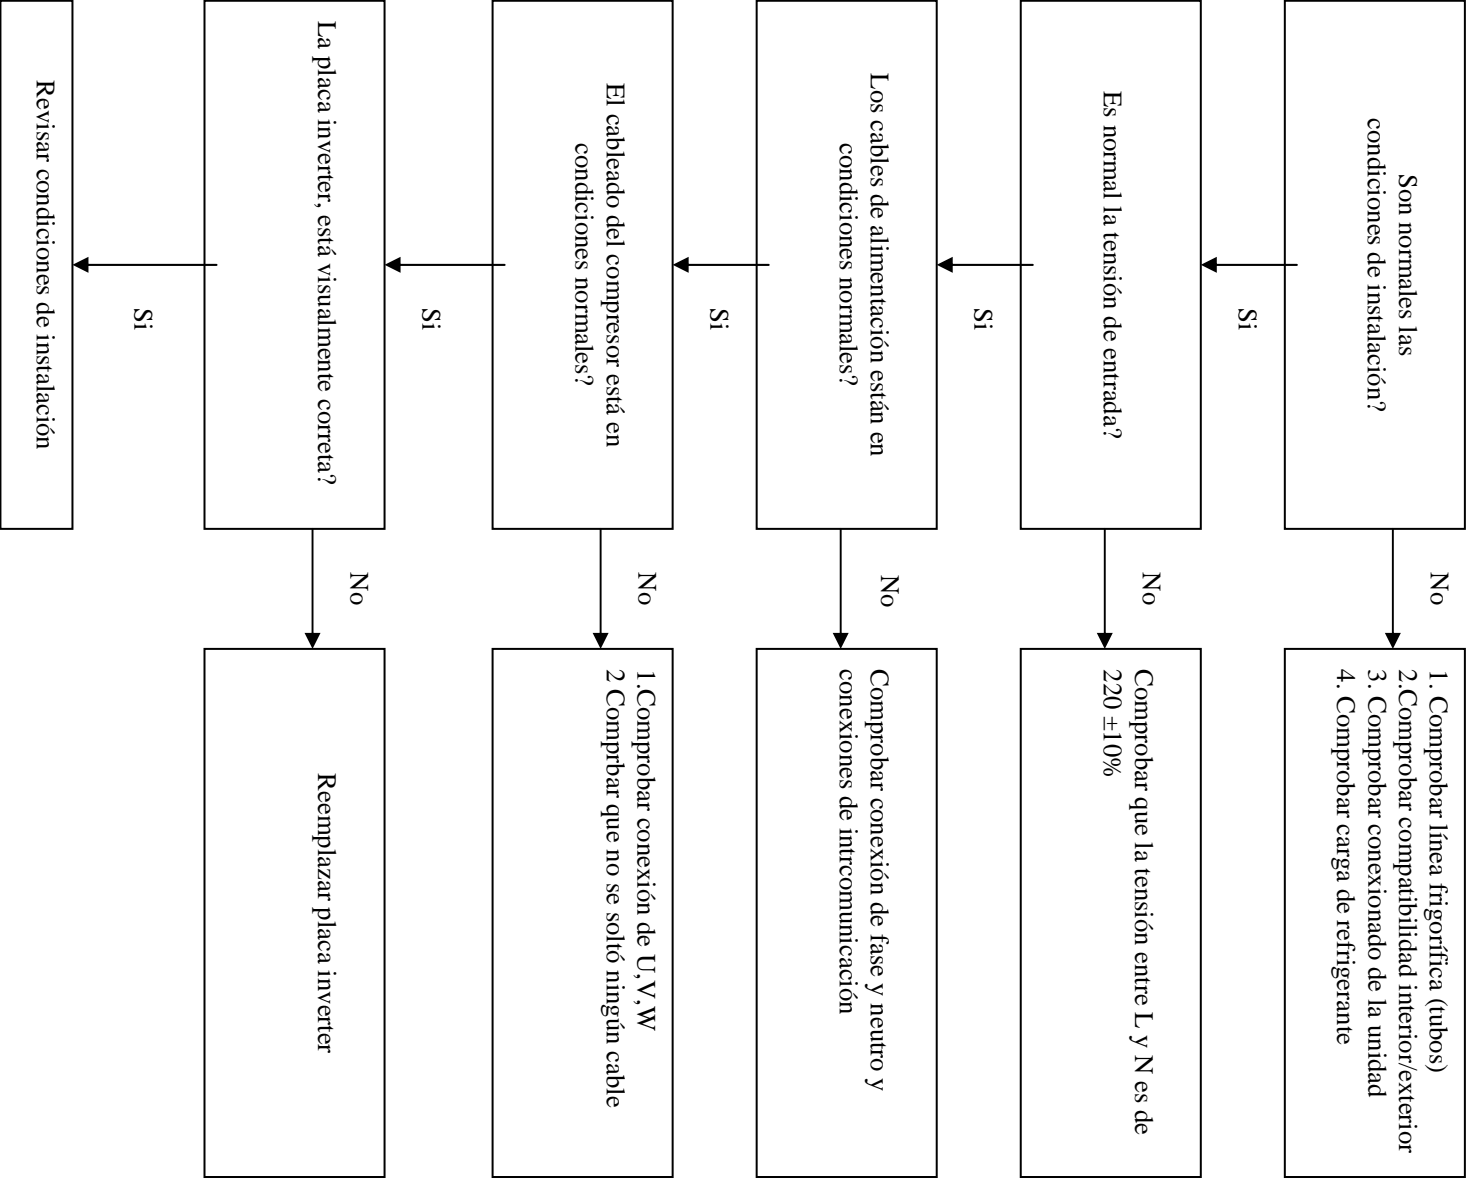 Son normales las
condiciones de instalación?
No
1. Comprobar línea frigorífica (tubos)
2.Comprobar compatibilidad interior/exterior
3. Comprobar conexionado de la unidad
4. Comprobar carga de refrigerante
Si
Es normal la tensión de entrada?
No
Comprobar que la tensión entre L y N es de
220 ±10%
Si
Los cables de alimentación están en
condiciones normales?
No
Comprobar conexión de fase y neutro y
conexiones de intrcomunicación
Si
El cableado del compresor está en
condiciones normales?
No
1.Comprobar conexión de U,V,W
2 Comprbar que no se soltó ningún cable
Si
La placa inverter, está visualmente correta?
No
Reemplazar placa inverter
Si
Revisar condiciones de instalación